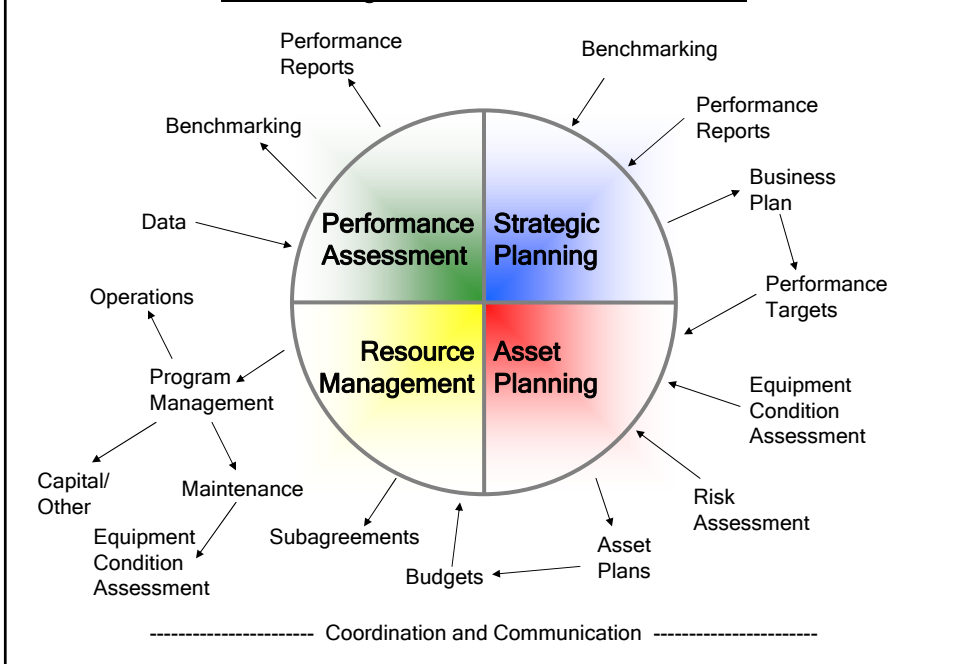 Performance
Reports
Benchmarking
Benchmarking
Performance
Reports
Data
Business
Plan
Performance
Assessment
Strategic
Planning
Operations
Performance
Targets
Resource
Management
Asset
Planning
Program
Management
Equipment
Condition
Assessment
Capital/
Other
Maintenance
Risk
Assessment
Equipment
Condition
Assessment
Subagreements
Budgets
Asset
Plans
----------------------- Coordination and Communication -----------------------